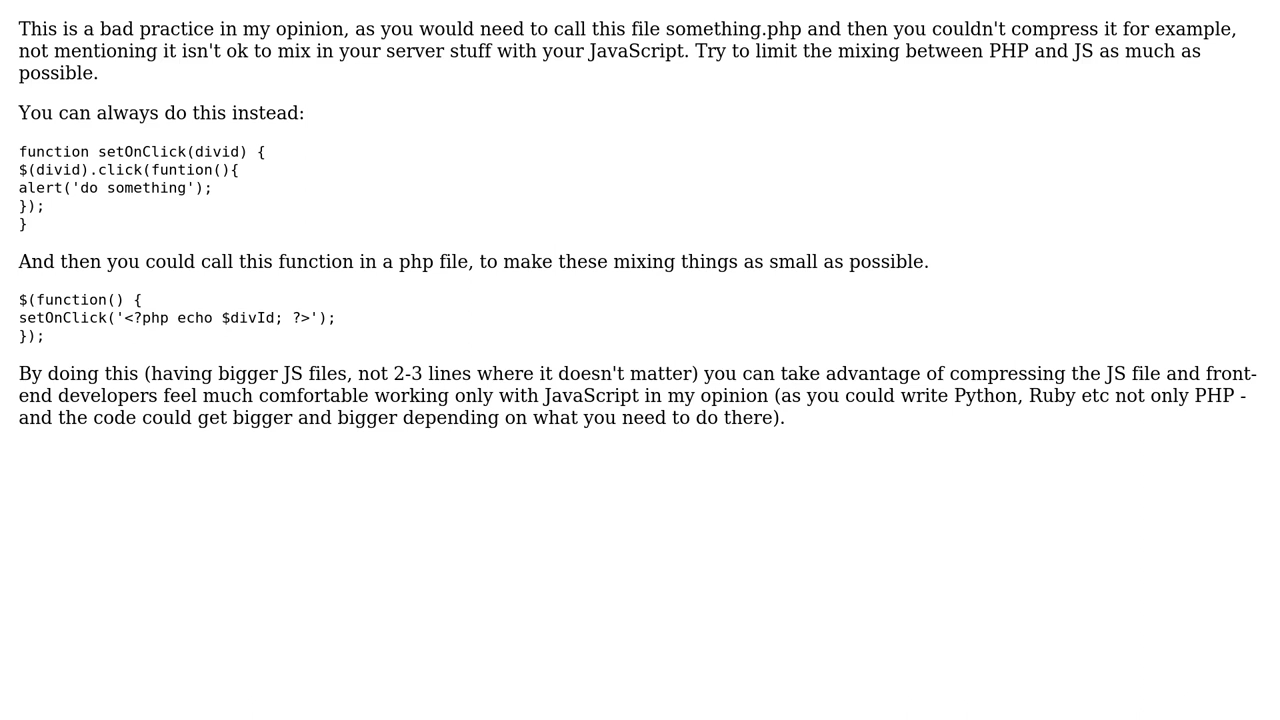 This is a bad practice in my opinion, as you would need to call this file something.php and then you couldn't compress it for example,
not mentioning it isn't ok to mix in your server stuff with your JavaScript. Try to limit the mixing between PHP and JS as much as
possible.
You can always do this instead:
function setOnClick(divid) {
$(divid).click(funtion(){
alert('do something');
});
}
And then you could call this function in a php file, to make these mixing things as small as possible.
$(function() {
setOnClick('<?php echo $divId; ?>');
});
By doing this (having bigger JS files, not 2-3 lines where it doesn't matter) you can take advantage of compressing the JS file and front-
end developers feel much comfortable working only with JavaScript in my opinion (as you could write Python, Ruby etc not only PHP -
and the code could get bigger and bigger depending on what you need to do there).